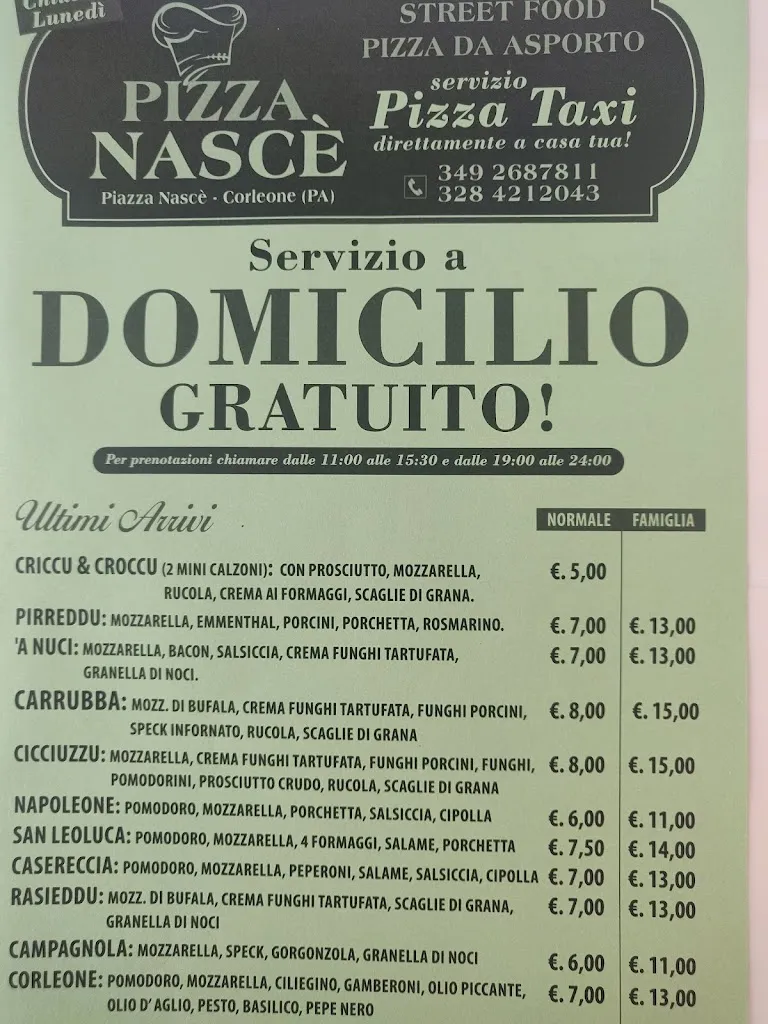 Lunedì
PIZZA
NASCÈ
Piazza Nascè - Corleone (PA)
STREET FOOD
PIZZA DA ASPORTO
servizio
Pizza Taxi
direttamente a casa tua!
349 2687811
328 4212043
Servizio a
DOMICILIO
GRATUITO!
Per prenotazioni chiamare dalle 11:00 alle 15:30 e dalle 19:00 alle 24:00
Ultimi Arrivi NORMALE FAMIGLIA
CRICCU & CROCCU (2 MINI CALZONI): CON PROSCIUTTO, MOZZARELLA, €. 5,00
RUCOLA, CREMA AI FORMAGGI, SCAGLIE DI GRANA.
PIRREDDU: MOZZARELLA, EMMENTHAL, PORCINI, PORCHETTA, ROSMARINO. €. 7,00 €. 13,00
'A NUCI: MOZZARELLA, BACON, SALSICCIA, CREMA FUNGHI TARTUFATA, €. 7,00 €. 13,00
GRANELLA DI NOCI.
CARRUBBA: MOZZ. DI BUFALA, CREMA FUNGHI TARTUFATA, FUNGHI PORCINI, €. 8,00 €. 15,00
SPECK INFORNATO, RUCOLA, SCAGLIE DI GRANA
CICCIUZZU: MOZZARELLA, CREMA FUNGHI TARTUFATA, FUNGHI PORCINI, FUNGHI, €. 8,00 €. 15,00
POMODORINI, PROSCIUTTO CRUDO, RUCOLA, SCAGLIE DI GRANA
NAPOLEONE: POMODORO, MOZZARELLA, PORCHETTA, SALSICCIA, CIPOLLA €. 6,00 €. 11,00
SAN LEOLUCA: POMODORO, MOZZARELLA, 4 FORMAGGI, SALAME, PORCHETTA €. 7,50 €. 14,00
CASERECCIA: POMODORO, MOZZARELLA, PEPERONI, SALAME, SALSICCIA, CIPOLLA €. 7,00 €. 13,00
RASIEDDU: MOZZ. DI BUFALA, CREMA FUNGHI TARTUFATA, SCAGLIE DI GRANA, €. 7,00 €. 13,00
GRANELLA DI NOCI
CAMPAGNOLA: MOZZARELLA, SPECK, GORGONZOLA, GRANELLA DI NOCI €. 6,00 €. 11,00
CORLEONE: POMODORO, MOZZARELLA, CILIEGINO, GAMBERONI, OLIO PICCANTE, €. 7,00 €. 13,00
OLIO D'AGLIO, PESTO, BASILICO, PEPE NERO